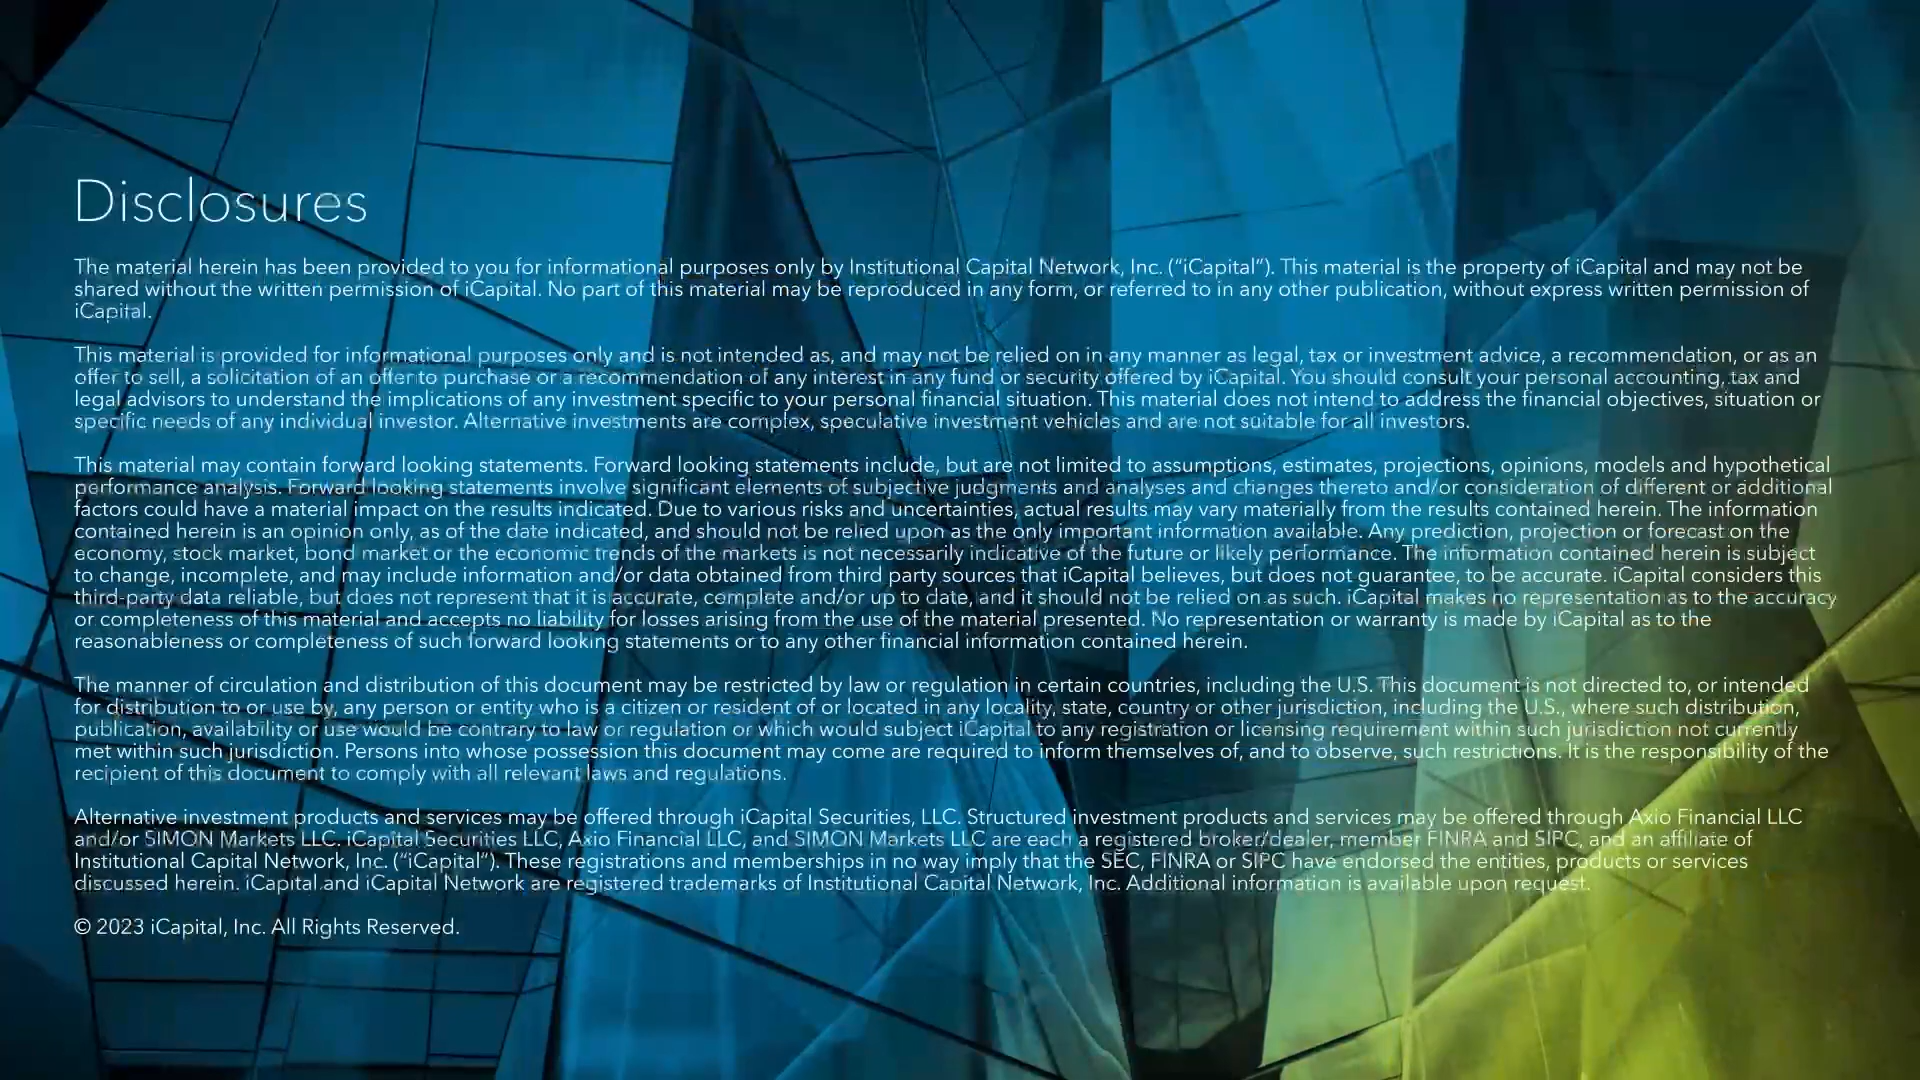 Disclosures
The material herein has been provided to you for informational purposes only by Institutional Capital Network, Inc. (“iCapital”). This material is the property of iCapital and may not be
shared without the written permission of iCapital. No part of this material may be reproduced in any form, or referred to in any other publication, without express written permission of
iCapital.
This material is provided for informational purposes only and is not intended as, and may not be relied on in any manner as legal, tax or investment advice, a recommendation, or as an
offer to sell, a solicitation of an offer to purchase or a recommendation of any interest in any fund or security offered by iCapital. You should consult your personal accounting, tax and
legal advisors to understand the implications of any investment specific to your personal financial situation. This material does not intend to address the financial objectives, situation or
specific needs of any individual investor. Alternative investments are complex, speculative investment vehicles and are not suitable for all investors.
This material may contain forward looking statements. Forward looking statements include, but are not limited to assumptions, estimates, projections, opinions, models and hypothetical
performance analysis. Forward looking statements involve significant elements of subjective judgments and analyses and changes thereto and/or consideration of different or additional
factors could have a material impact on the results indicated. Due to various risks and uncertainties, actual results may vary materially from the results contained herein. The information
contained herein is an opinion only, as of the date indicated, and should not be relied upon as the only important information available. Any prediction, projection or forecast on the
economy, stock market, bond market or the economic trends of the markets is not necessarily indicative of the future or likely performance. The information contained herein is subject
to change, incomplete, and may include information and/or data obtained from third party sources that iCapital believes, but does not guarantee, to be accurate. iCapital considers this
third-party data reliable, but does not represent that it is accurate, complete and/or up to date, and it should not be relied on as such. iCapital makes no representation as to the accuracy
or completeness of this material and accepts no liability for losses arising from the use of the material presented. No representation or warranty is made by iCapital as to the
reasonableness or completeness of such forward looking statements or to any other financial information contained herein.
The manner of circulation and distribution of this document may be restricted by law or regulation in certain countries, including the U.S. This document is not directed to, or intended
for distribution to or use by, any person or entity who is a citizen or resident of or located in any locality, state, country or other jurisdiction, including the U.S., where such distribution,
publication, availability or use would be contrary to law or regulation or which would subject iCapital to any registration or licensing requirement within such jurisdiction not currently
met within such jurisdiction. Persons into whose possession this document may come are required to inform themselves of, and to observe, such restrictions. It is the responsibility of the
recipient of this document to comply with all relevant laws and regulations.
Alternative investment products and services may be offered through iCapital Securities, LLC. Structured investment products and services may be offered through Axio Financial LLC
and/or SIMON Markets LLC. iCapital Securities LLC, Axio Financial LLC, and SIMON Markets LLC are each a registered broker/dealer, member FINRA and SIPC, and an affiliate of
Institutional Capital Network, Inc. (“iCapital“). These registrations and memberships in no way imply that the SEC, FINRA or SIPC have endorsed the entities, products or services
discussed herein. iCapital and iCapital Network are registered trademarks of Institutional Capital Network, Inc. Additional information is available upon request.
© 2023 iCapital, Inc. All Rights Reserved.